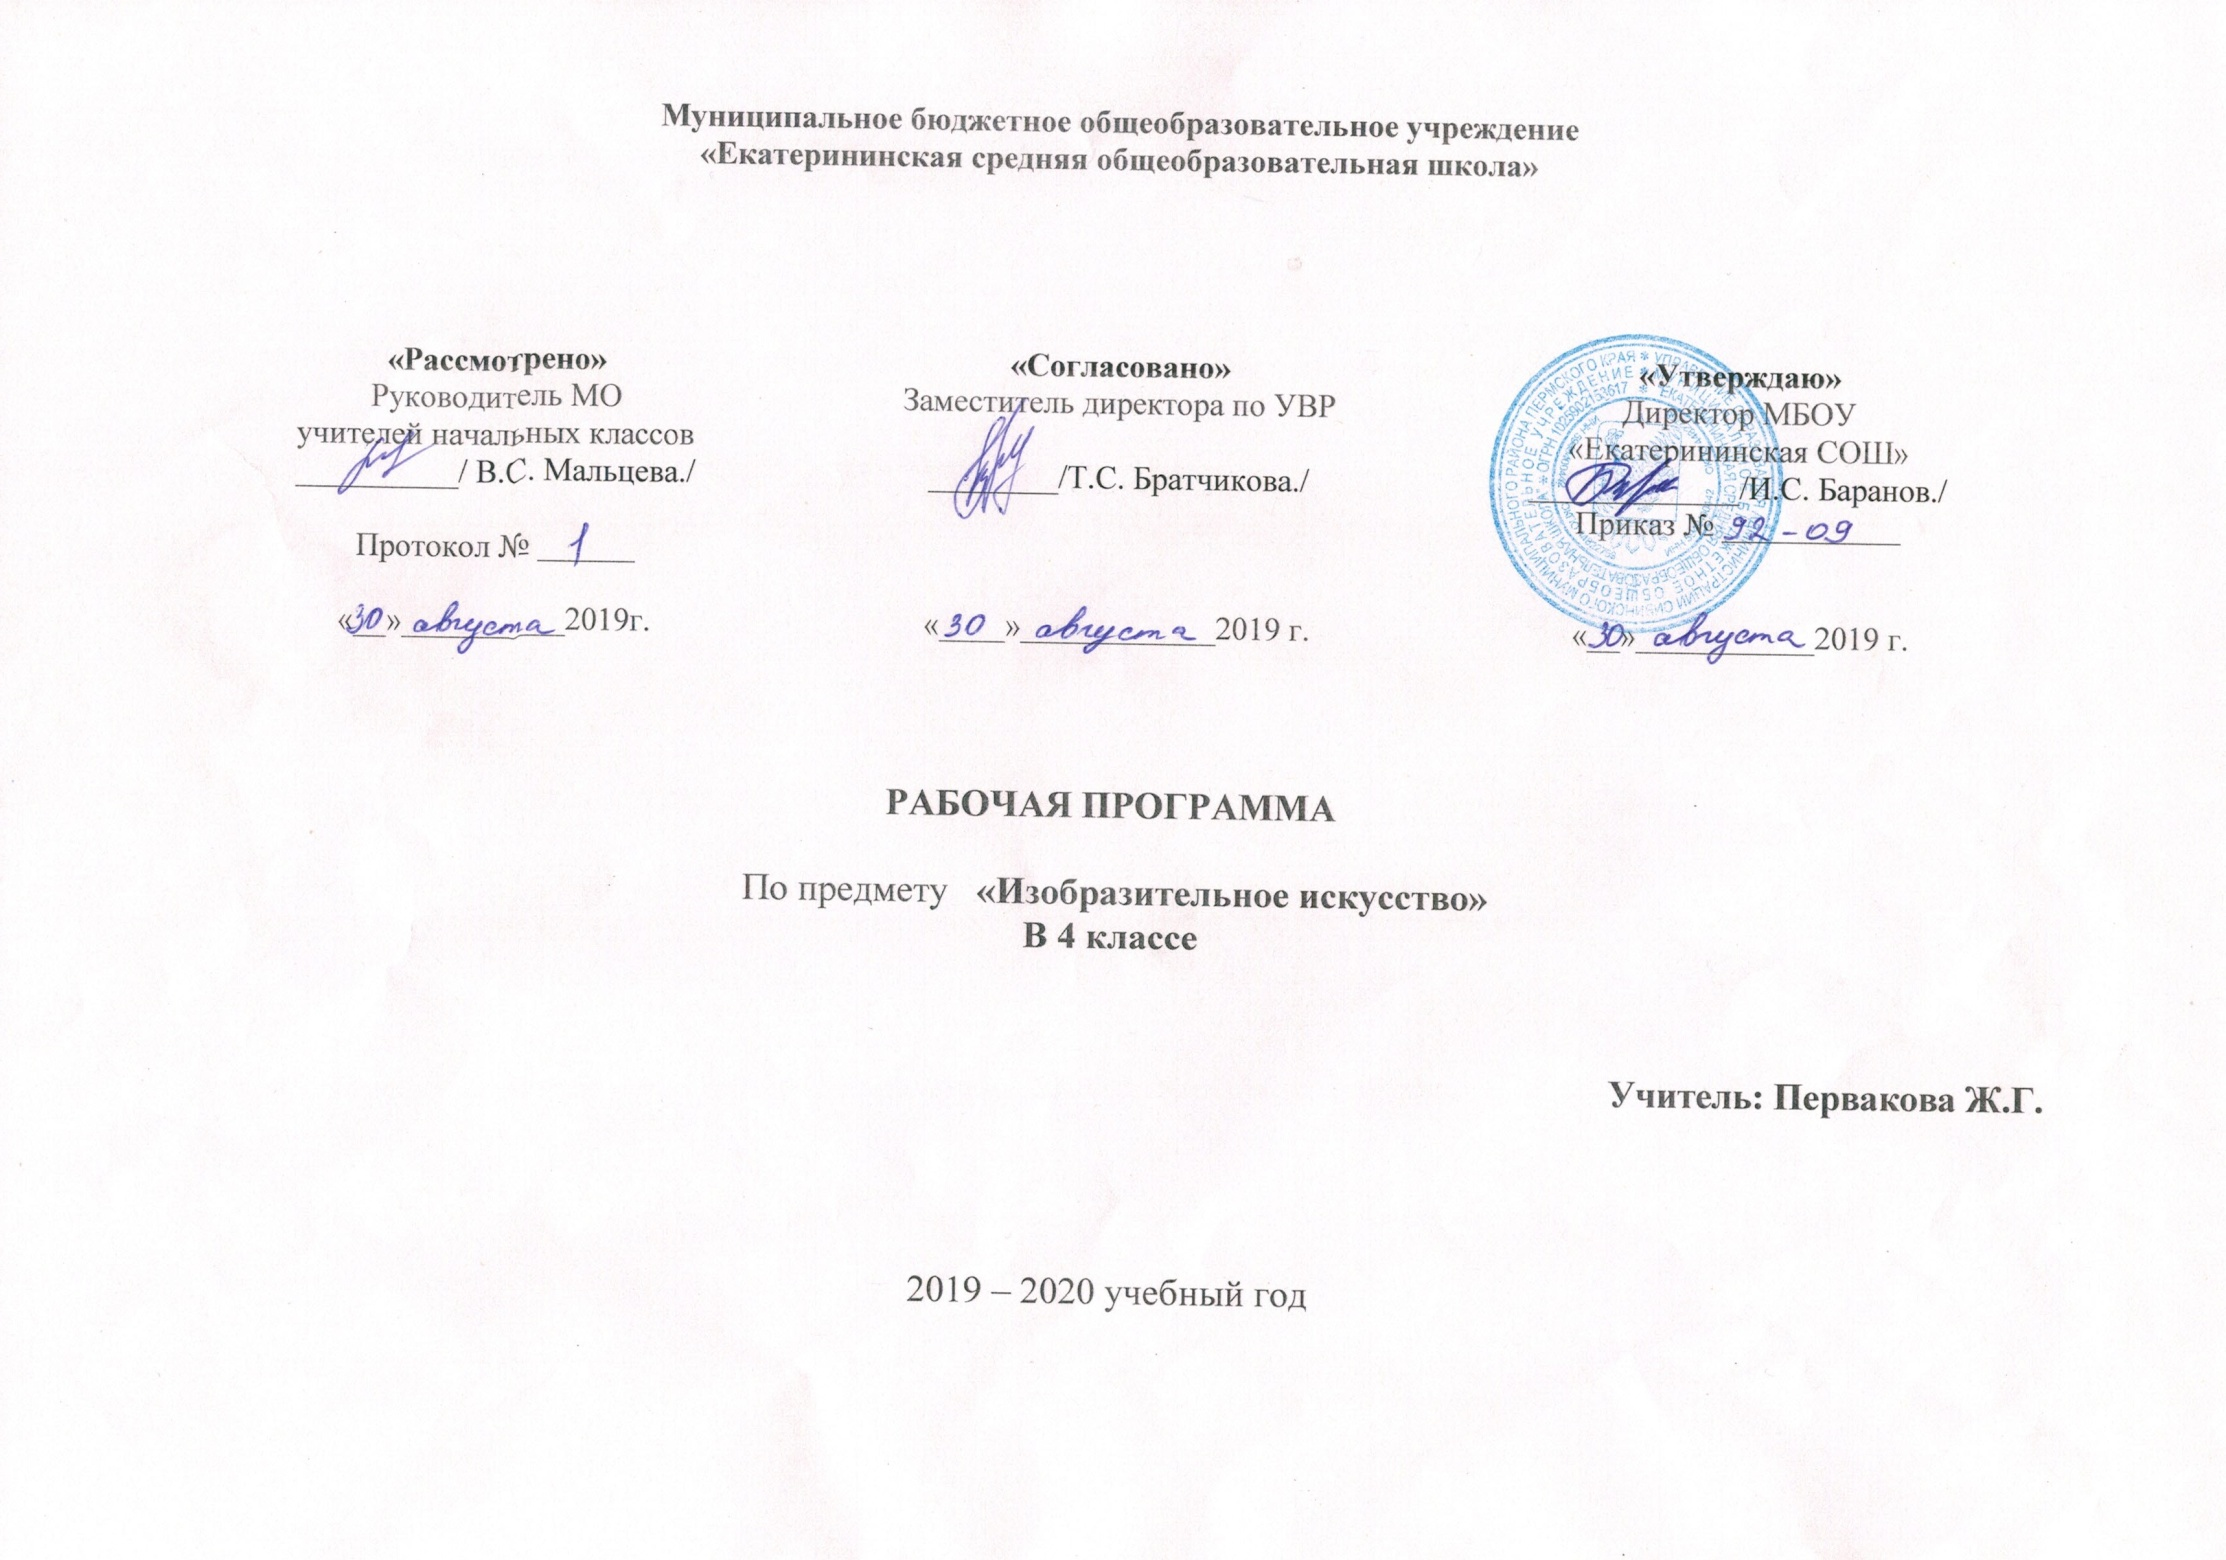 Муниципальное бюджетное общеобразовательное учреждение
«Екатерининская средняя общеобразовательная школа»
«Рассмотрено»
Руководитель МО
учителей начальных классов
____________/ В.С. Мальцева./
Протокол № 1
«30» августа 2019г.
«Согласовано»
Заместитель директора по УВР
_________/Т.С. Братчикова./
«30» августа 2019 г.
«Утверждаю»
Директор МБОУ
«Екатерининская СОШ»
_______________/И.С. Баранов./
Приказ № 92-09
«30» августа 2019 г.
РАБОЧАЯ ПРОГРАММА
По предмету «Изобразительное искусство»
В 4 классе
Учитель: Первакова Ж.Г.
2019 – 2020 учебный год